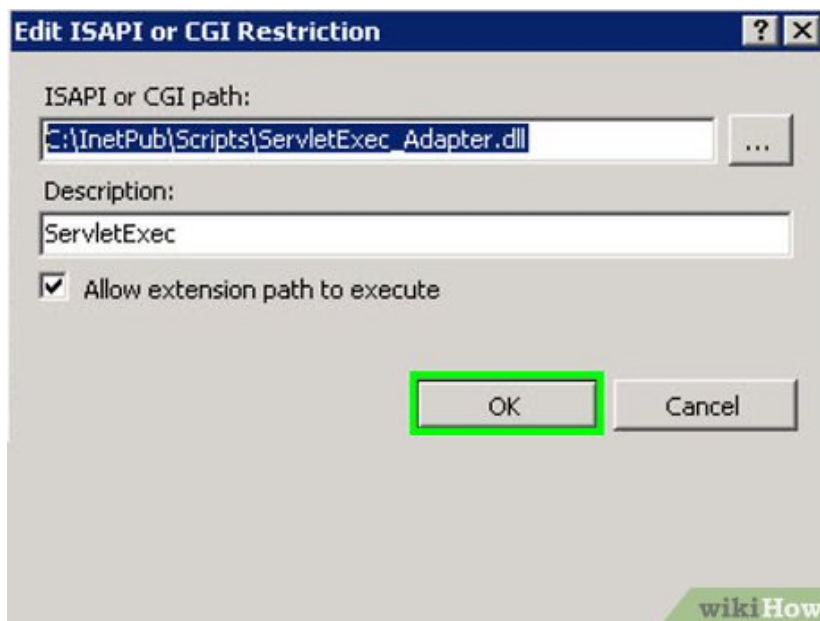 Edit ISAPI or CGI Restriction
ISAPI or CGI path:
C:\InetPub\Scripts\ServletExec_Adapter.dll
...
Description:
ServletExec
Allow extension path to execute
OK Cancel
wikiHow